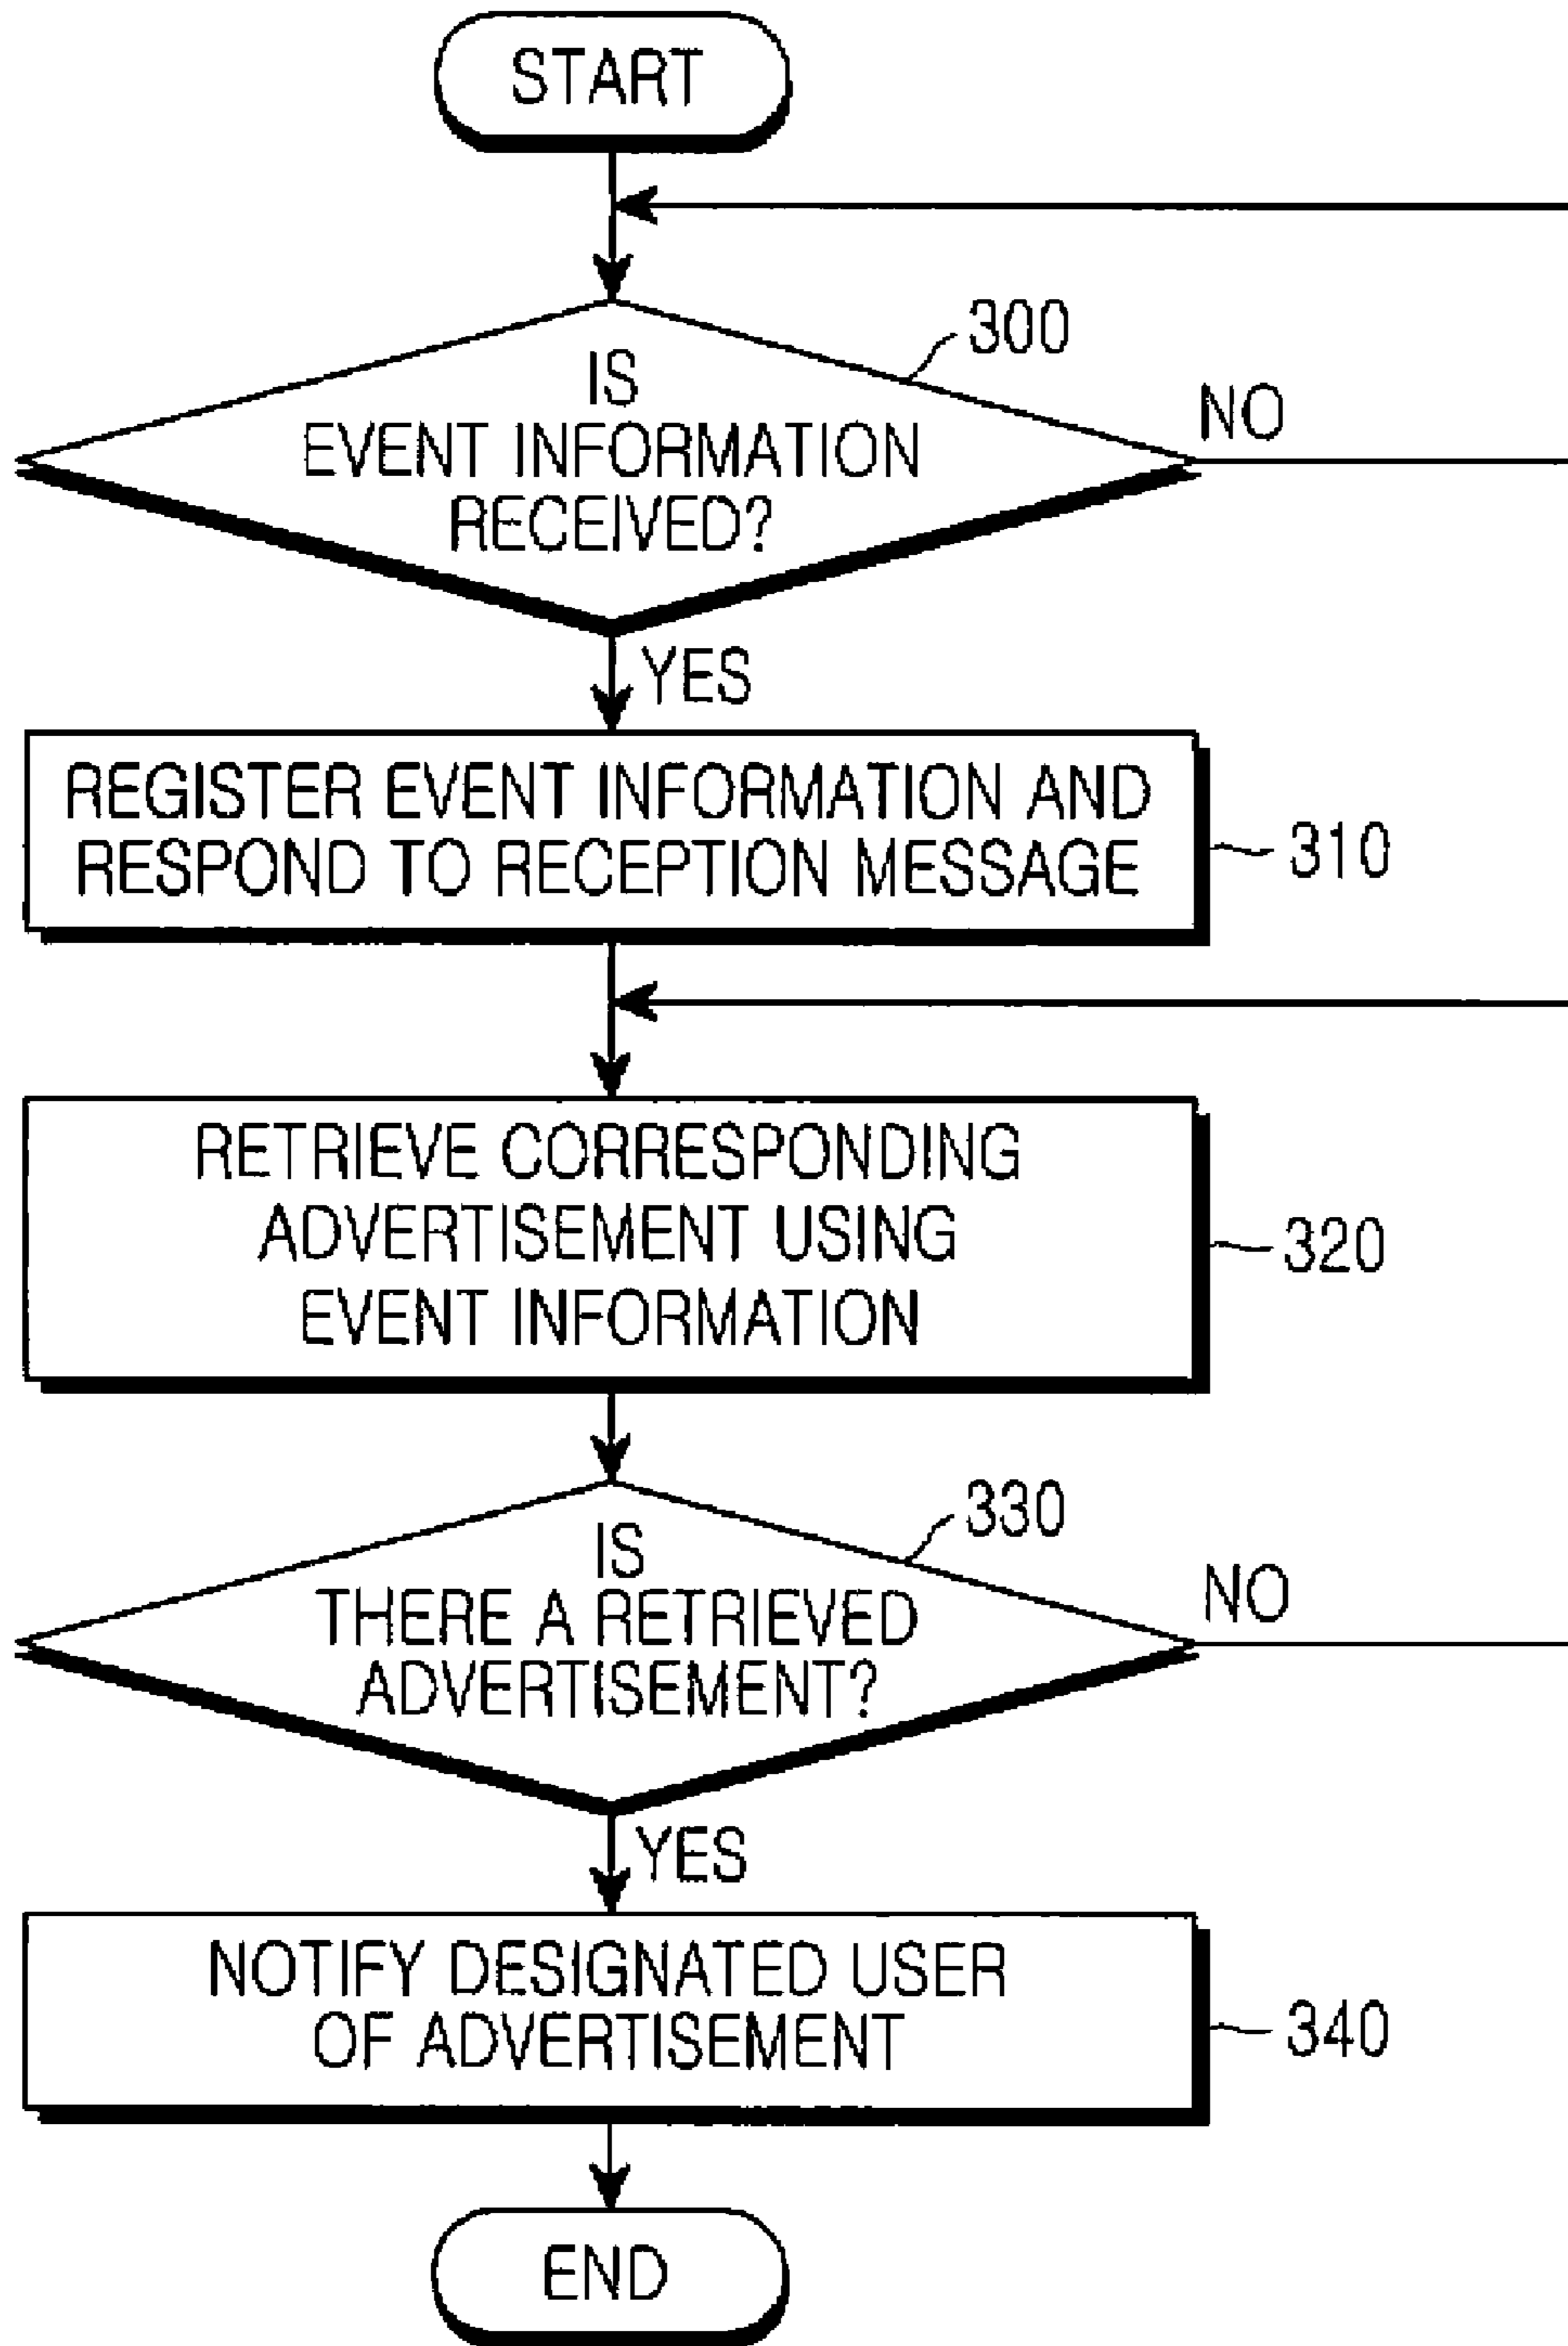 START
300
IS
EVENT INFORMATION
RECEIVED?
NO
YES
REGISTER EVENT INFORMATION AND
RESPOND TO RECEPTION MESSAGE
310
RETRIEVE CORRESPONDING
ADVERTISEMENT USING
EVENT INFORMATION
320
330
IS
THERE A RETRIEVED
ADVERTISEMENT?
NO
YES
NOTIFY DESIGNATED USER
OF ADVERTISEMENT
340
END